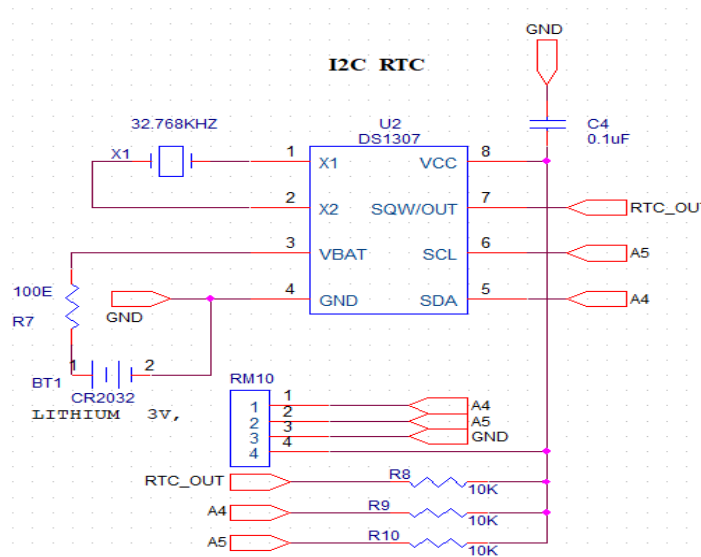 GND
I2C RTC
32.768KHZ
U2
DS1307
C4
0.1uF
X1
1
X1
VCC
8
2
X2
SQW/OUT
7
RTC_OUT
3
VBAT
SCL
6
A5
4
GND
SDA
5
A4
100E
R7
GND
BT1
1
2
CR2032
LITHIUM 3V,
RM10
1
1
A4
2
2
A5
3
3
GND
4
4
RTC_OUT
R8
10K
A4
R9
10K
A5
R10
10K